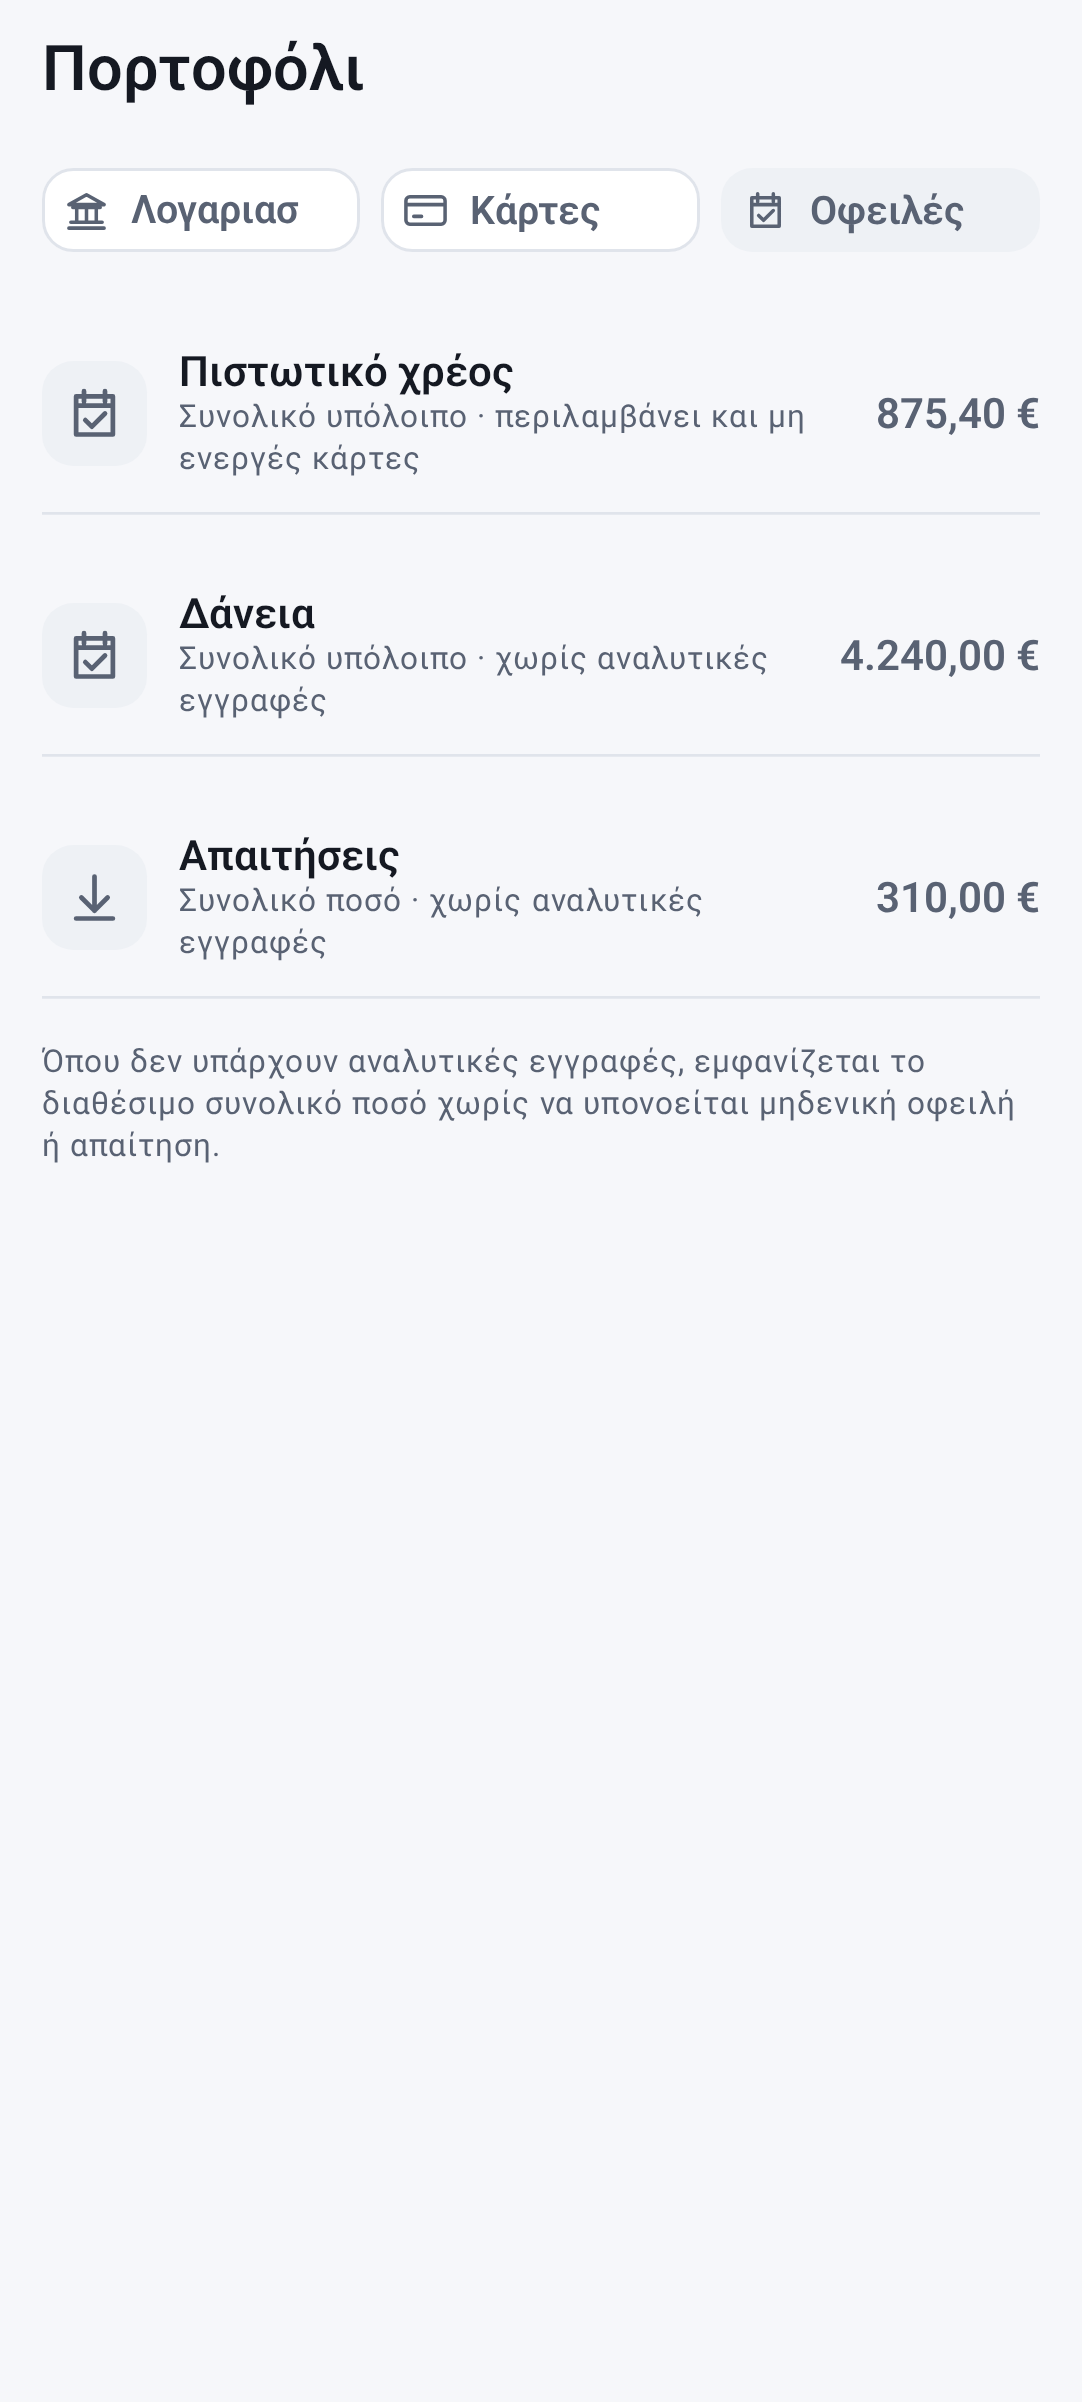 Πορτοφόλι
Λογαριασ
Κάρτες
Οφειλές
Πιστωτικό χρέος
Συνολικό υπόλοιπο · περιλαμβάνει και μη
ενεργές κάρτες
875,40 €
Δάνεια
Συνολικό υπόλοιπο · χωρίς αναλυτικές
εγγραφές
4.240,00 €
Απαιτήσεις
Συνολικό ποσό · χωρίς αναλυτικές
εγγραφές
310,00 €
Όπου δεν υπάρχουν αναλυτικές εγγραφές, εμφανίζεται το
διαθέσιμο συνολικό ποσό χωρίς να υπονοείται μηδενική οφειλή
ή απαίτηση.